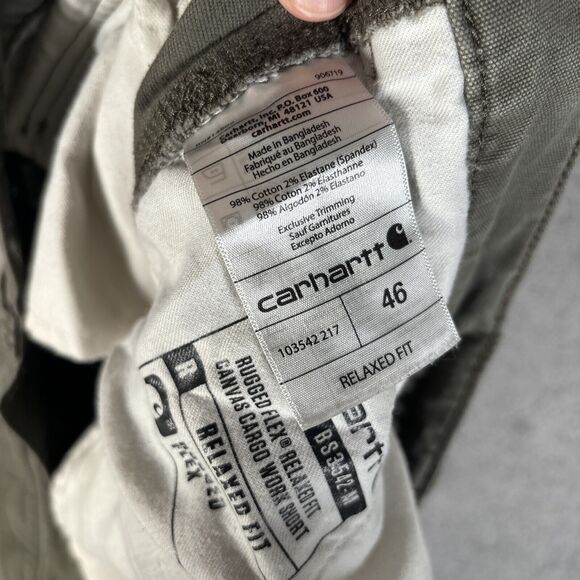 906719
carhartt, inc. P.O. Box 600
Dearborn, MI 48121 USA
carhartt.com
Made in Bangladesh
Fabriqué au Bangladesh
Hecho en Bangladesh
98% Cotton 2% Elastane (Spandex)
98% Coton 2% Élasthanne
98% Algodón 2% Elastano
Exclusive Trimming
Sauf Garnitures
Excepto Adorno
carhartt
103542 217
46
RELAXED FIT
R
RUGGED FLEX® RELAXED FIT
CANVAS CARGO WORK SHORT
RELAXED FIT
BS3542-M
FLEX